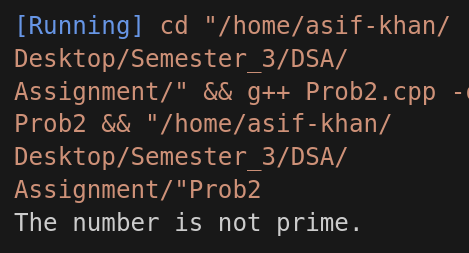 [Running] cd "/home/asif-khan/
Desktop/Semester_3/DSA/
Assignment/" && g++ Prob2.cpp -o
Prob2 && "/home/asif-khan/
Desktop/Semester_3/DSA/
Assignment/"Prob2
The number is not prime.